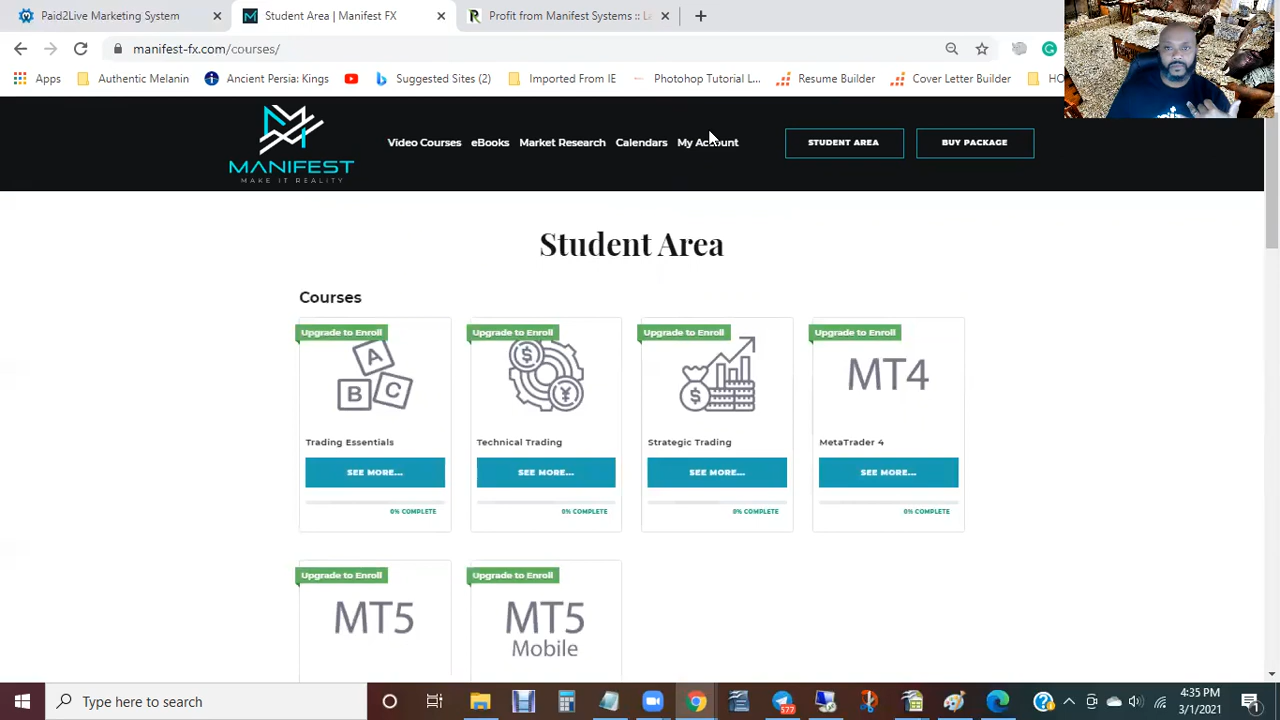 Paid2Live Marketing System
Student Area | Manifest FX
Profit from Manifest Systems :: Le
manifest-fx.com/courses/
Apps
Authentic Melanin
Ancient Persia: Kings
Suggested Sites (2)
Imported From IE
Photohop Tutorial L...
Resume Builder
Cover Letter Builder
HO
MANIFEST
MAKE IT REALITY
Video Courses
eBooks
Market Research
Calendars
My Account
STUDENT AREA
BUY PACKAGE
Student Area
Courses
Upgrade to Enroll
Upgrade to Enroll
Upgrade to Enroll
Upgrade to Enroll
A
B C
MT4
Trading Essentials
Technical Trading
Strategic Trading
MetaTrader 4
SEE MORE...
SEE MORE...
SEE MORE...
SEE MORE...
0% COMPLETE
0% COMPLETE
0% COMPLETE
0% COMPLETE
Upgrade to Enroll
Upgrade to Enroll
MT5
MT5
Mobile
Type here to search
577
4:35 PM
3/1/2021
1